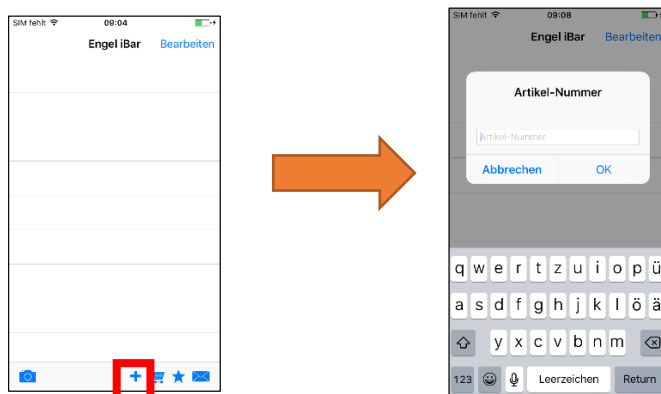 SIM fehlt 09:04
Engel iBar Bearbeiten
SIM fehlt 09:08
Engel iBar Bearbeiten
Artikel-Nummer
Artikel-Nummer
Abbrechen OK
q w e r t z u i o p ü
a s d f g h j k l ö ä
y x c v b n m
123 Leerzeichen Return